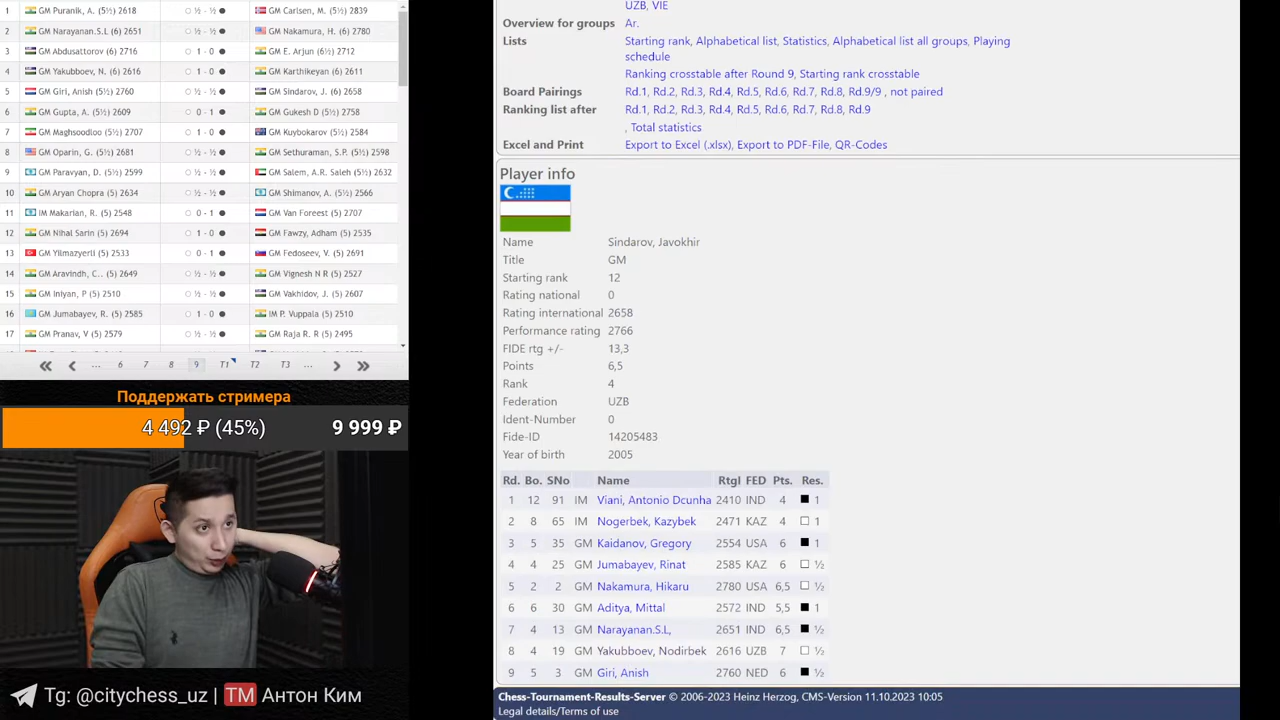 1 GM Puranik, A. (5½) 2618 ½ - ½ GM Carlsen, M. (5½) 2839
2 GM Narayanan.S.L (6) 2651 ½ - ½ GM Nakamura, H. (6) 2780
3 GM Abdusattorov (6) 2716 1 - 0 GM E. Arjun (6½) 2712
4 GM Yakubboev, N. (6) 2616 1 - 0 GM Karthikeyan (6) 2611
5 GM Giri, Anish (5½) 2760 ½ - ½ GM Sindarov, J. (6) 2658
6 GM Gupta, A. (5½) 2609 0 - 1 GM Gukesh D (5½) 2758
7 GM Maghsoodloo (5½) 2707 1 - 0 GM Kuybokarov (5½) 2584
8 GM Oparin, G. (5½) 2681 ½ - ½ GM Sethuraman, S.P. (5½) 2598
9 GM Paravyan, D. (5½) 2599 ½ - ½ GM Salem, A.R. Saleh (5½) 2632
10 GM Aryan Chopra (5) 2634 ½ - ½ GM Shimanov, A. (5½) 2566
11 IM Makarian, R. (5) 2548 0 - 1 GM Van Foreest (5) 2707
12 GM Nihal Sarin (5) 2694 1 - 0 GM Fawzy, Adham (5) 2535
13 GM Yilmazyerli (5) 2533 0 - 1 GM Fedoseev, V. (5) 2691
14 GM Aravindh, C.. (5) 2649 ½ - ½ GM Vignesh N R (5) 2527
15 GM Iniyan, P (5) 2510 ½ - ½ GM Vakhidov, J. (5) 2607
16 GM Jumabayev, R. (5) 2585 1 - 0 IM P. Vuppala (5) 2510
17 GM Pranav, V (5) 2579 ½ - ½ GM Raja R. R (5) 2495
... 6 7 8 9 T1 T2 T3 ...
Поддержать стримера
4 492 ₽ (45%) 9 999 ₽
Tg: @citychess_uz | TM Антон Ким
UZB, VIE
Overview for groups Ar.
Lists Starting rank, Alphabetical list, Statistics, Alphabetical list all groups, Playing
schedule
Ranking crosstable after Round 9, Starting rank crosstable
Board Pairings Rd.1, Rd.2, Rd.3, Rd.4, Rd.5, Rd.6, Rd.7, Rd.8, Rd.9/9 , not paired
Ranking list after Rd.1, Rd.2, Rd.3, Rd.4, Rd.5, Rd.6, Rd.7, Rd.8, Rd.9
, Total statistics
Excel and Print Export to Excel (.xlsx), Export to PDF-File, QR-Codes
Player info
Name Sindarov, Javokhir
Title GM
Starting rank 12
Rating national 0
Rating international 2658
Performance rating 2766
FIDE rtg +/- 13,3
Points 6,5
Rank 4
Federation UZB
Ident-Number 0
Fide-ID 14205483
Year of birth 2005
Rd. Bo. SNo Name RtgI FED Pts. Res.
1 12 91 IM Viani, Antonio Dcunha 2410 IND 4 1
2 8 65 IM Nogerbek, Kazybek 2471 KAZ 4 1
3 5 35 GM Kaidanov, Gregory 2554 USA 6 1
4 4 25 GM Jumabayev, Rinat 2585 KAZ 6 ½
5 2 2 GM Nakamura, Hikaru 2780 USA 6,5 ½
6 6 30 GM Aditya, Mittal 2572 IND 5,5 1
7 4 13 GM Narayanan.S.L, 2651 IND 6,5 ½
8 4 19 GM Yakubboev, Nodirbek 2616 UZB 7 ½
9 5 3 GM Giri, Anish 2760 NED 6 ½
Chess-Tournament-Results-Server © 2006-2023 Heinz Herzog, CMS-Version 11.10.2023 10:05
Legal details/Terms of use